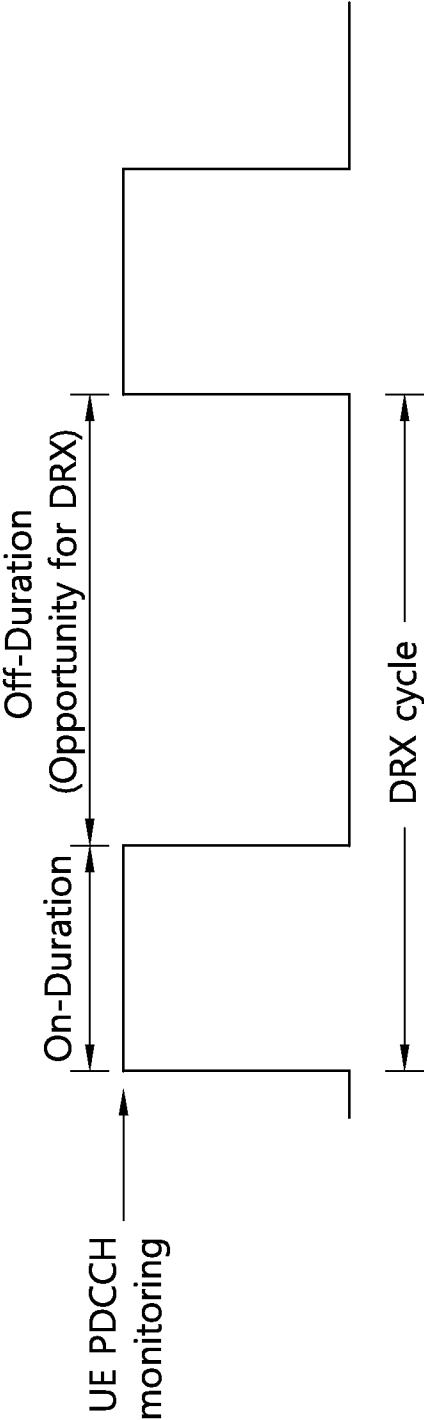 UE PDCCH
monitoring
On-Duration
Off-Duration
(Opportunity for DRX)
DRX cycle